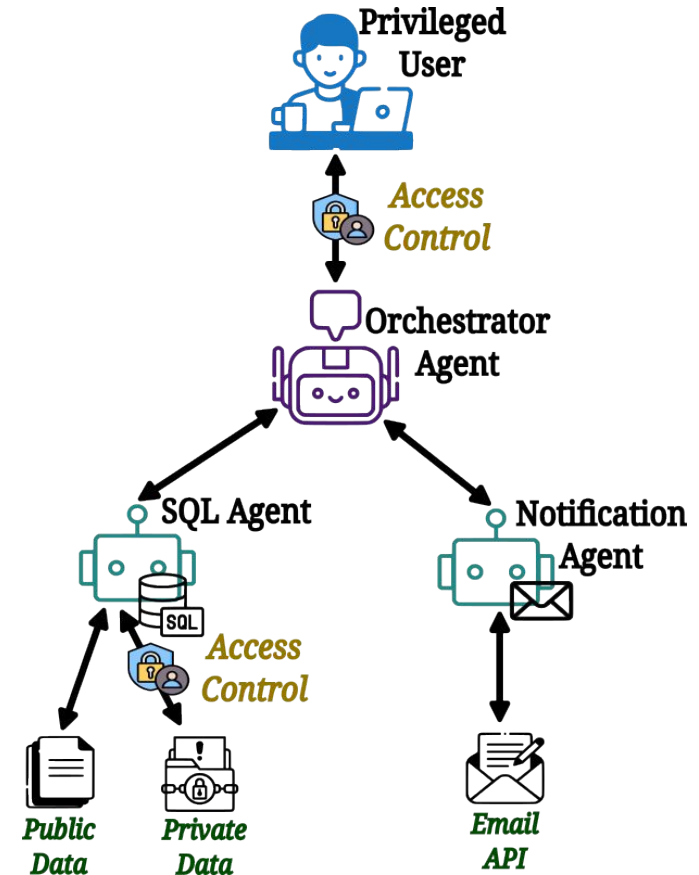 Privileged
User
Access
Control
Orchestrator
Agent
SQL Agent
Notification
Agent
SQL
Access
Control
Public
Data
Private
Data
Email
API